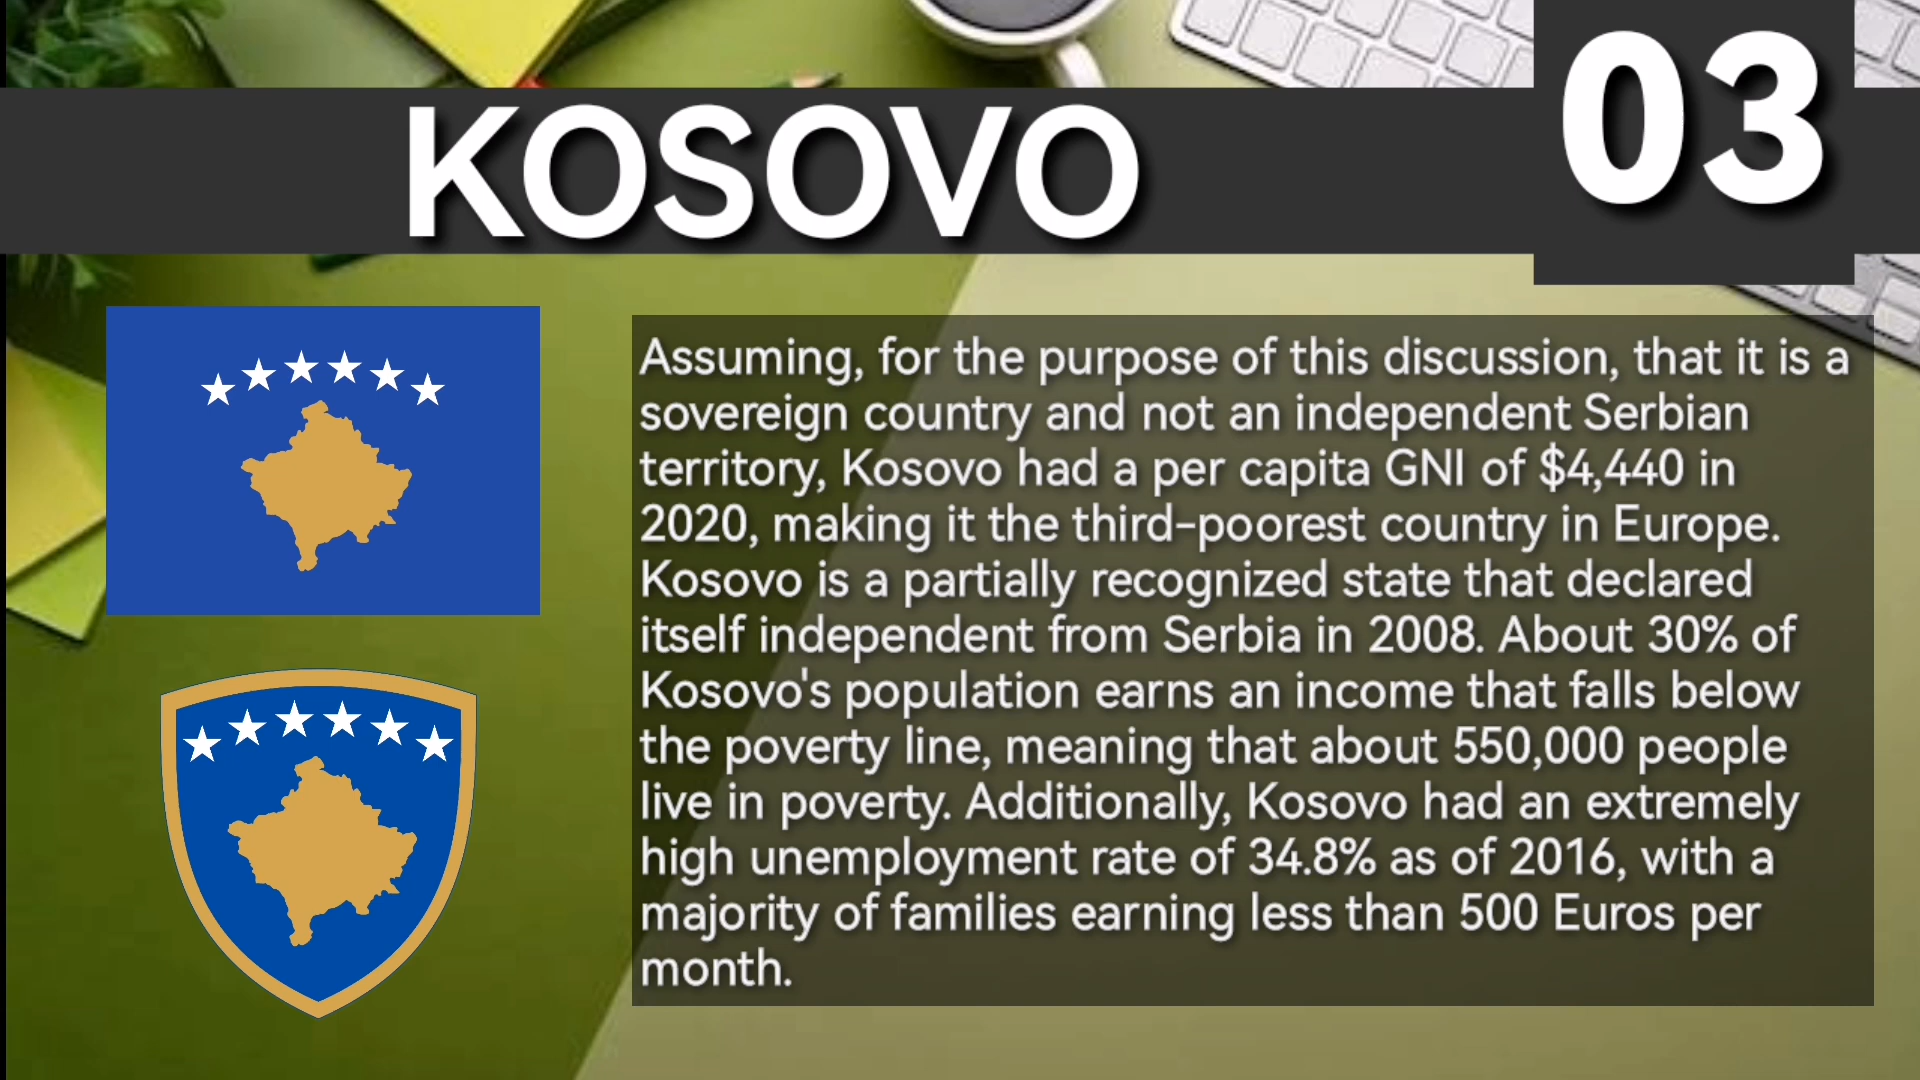 KOSOVO
03
Assuming, for the purpose of this discussion, that it is a
sovereign country and not an independent Serbian
territory, Kosovo had a per capita GNI of $4,440 in
2020, making it the third-poorest country in Europe.
Kosovo is a partially recognized state that declared
itself independent from Serbia in 2008. About 30% of
Kosovo's population earns an income that falls below
the poverty line, meaning that about 550,000 people
live in poverty. Additionally, Kosovo had an extremely
high unemployment rate of 34.8% as of 2016, with a
majority of families earning less than 500 Euros per
month.